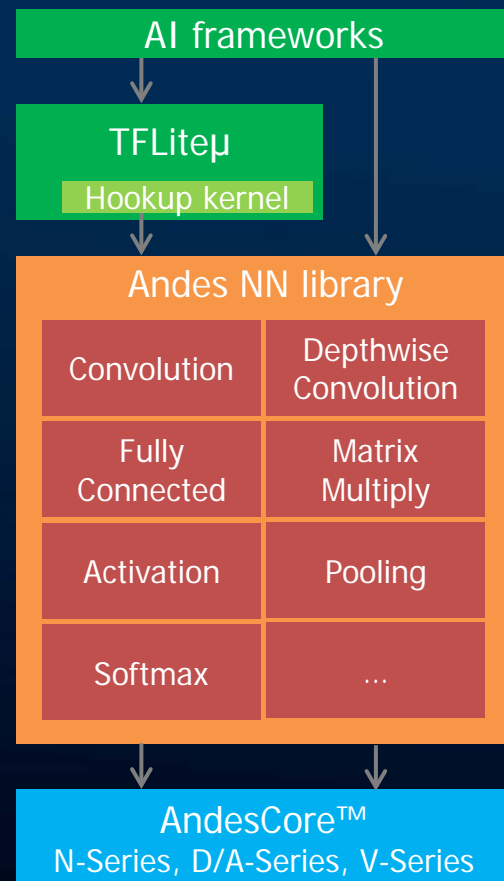 AI frameworks
TFLiteµ
Hookup kernel
Andes NN library
Convolution
Depthwise
Convolution
Fully
Connected
Matrix
Multiply
Activation
Pooling
Softmax
...
AndesCore™
N-Series, D/A-Series, V-Series